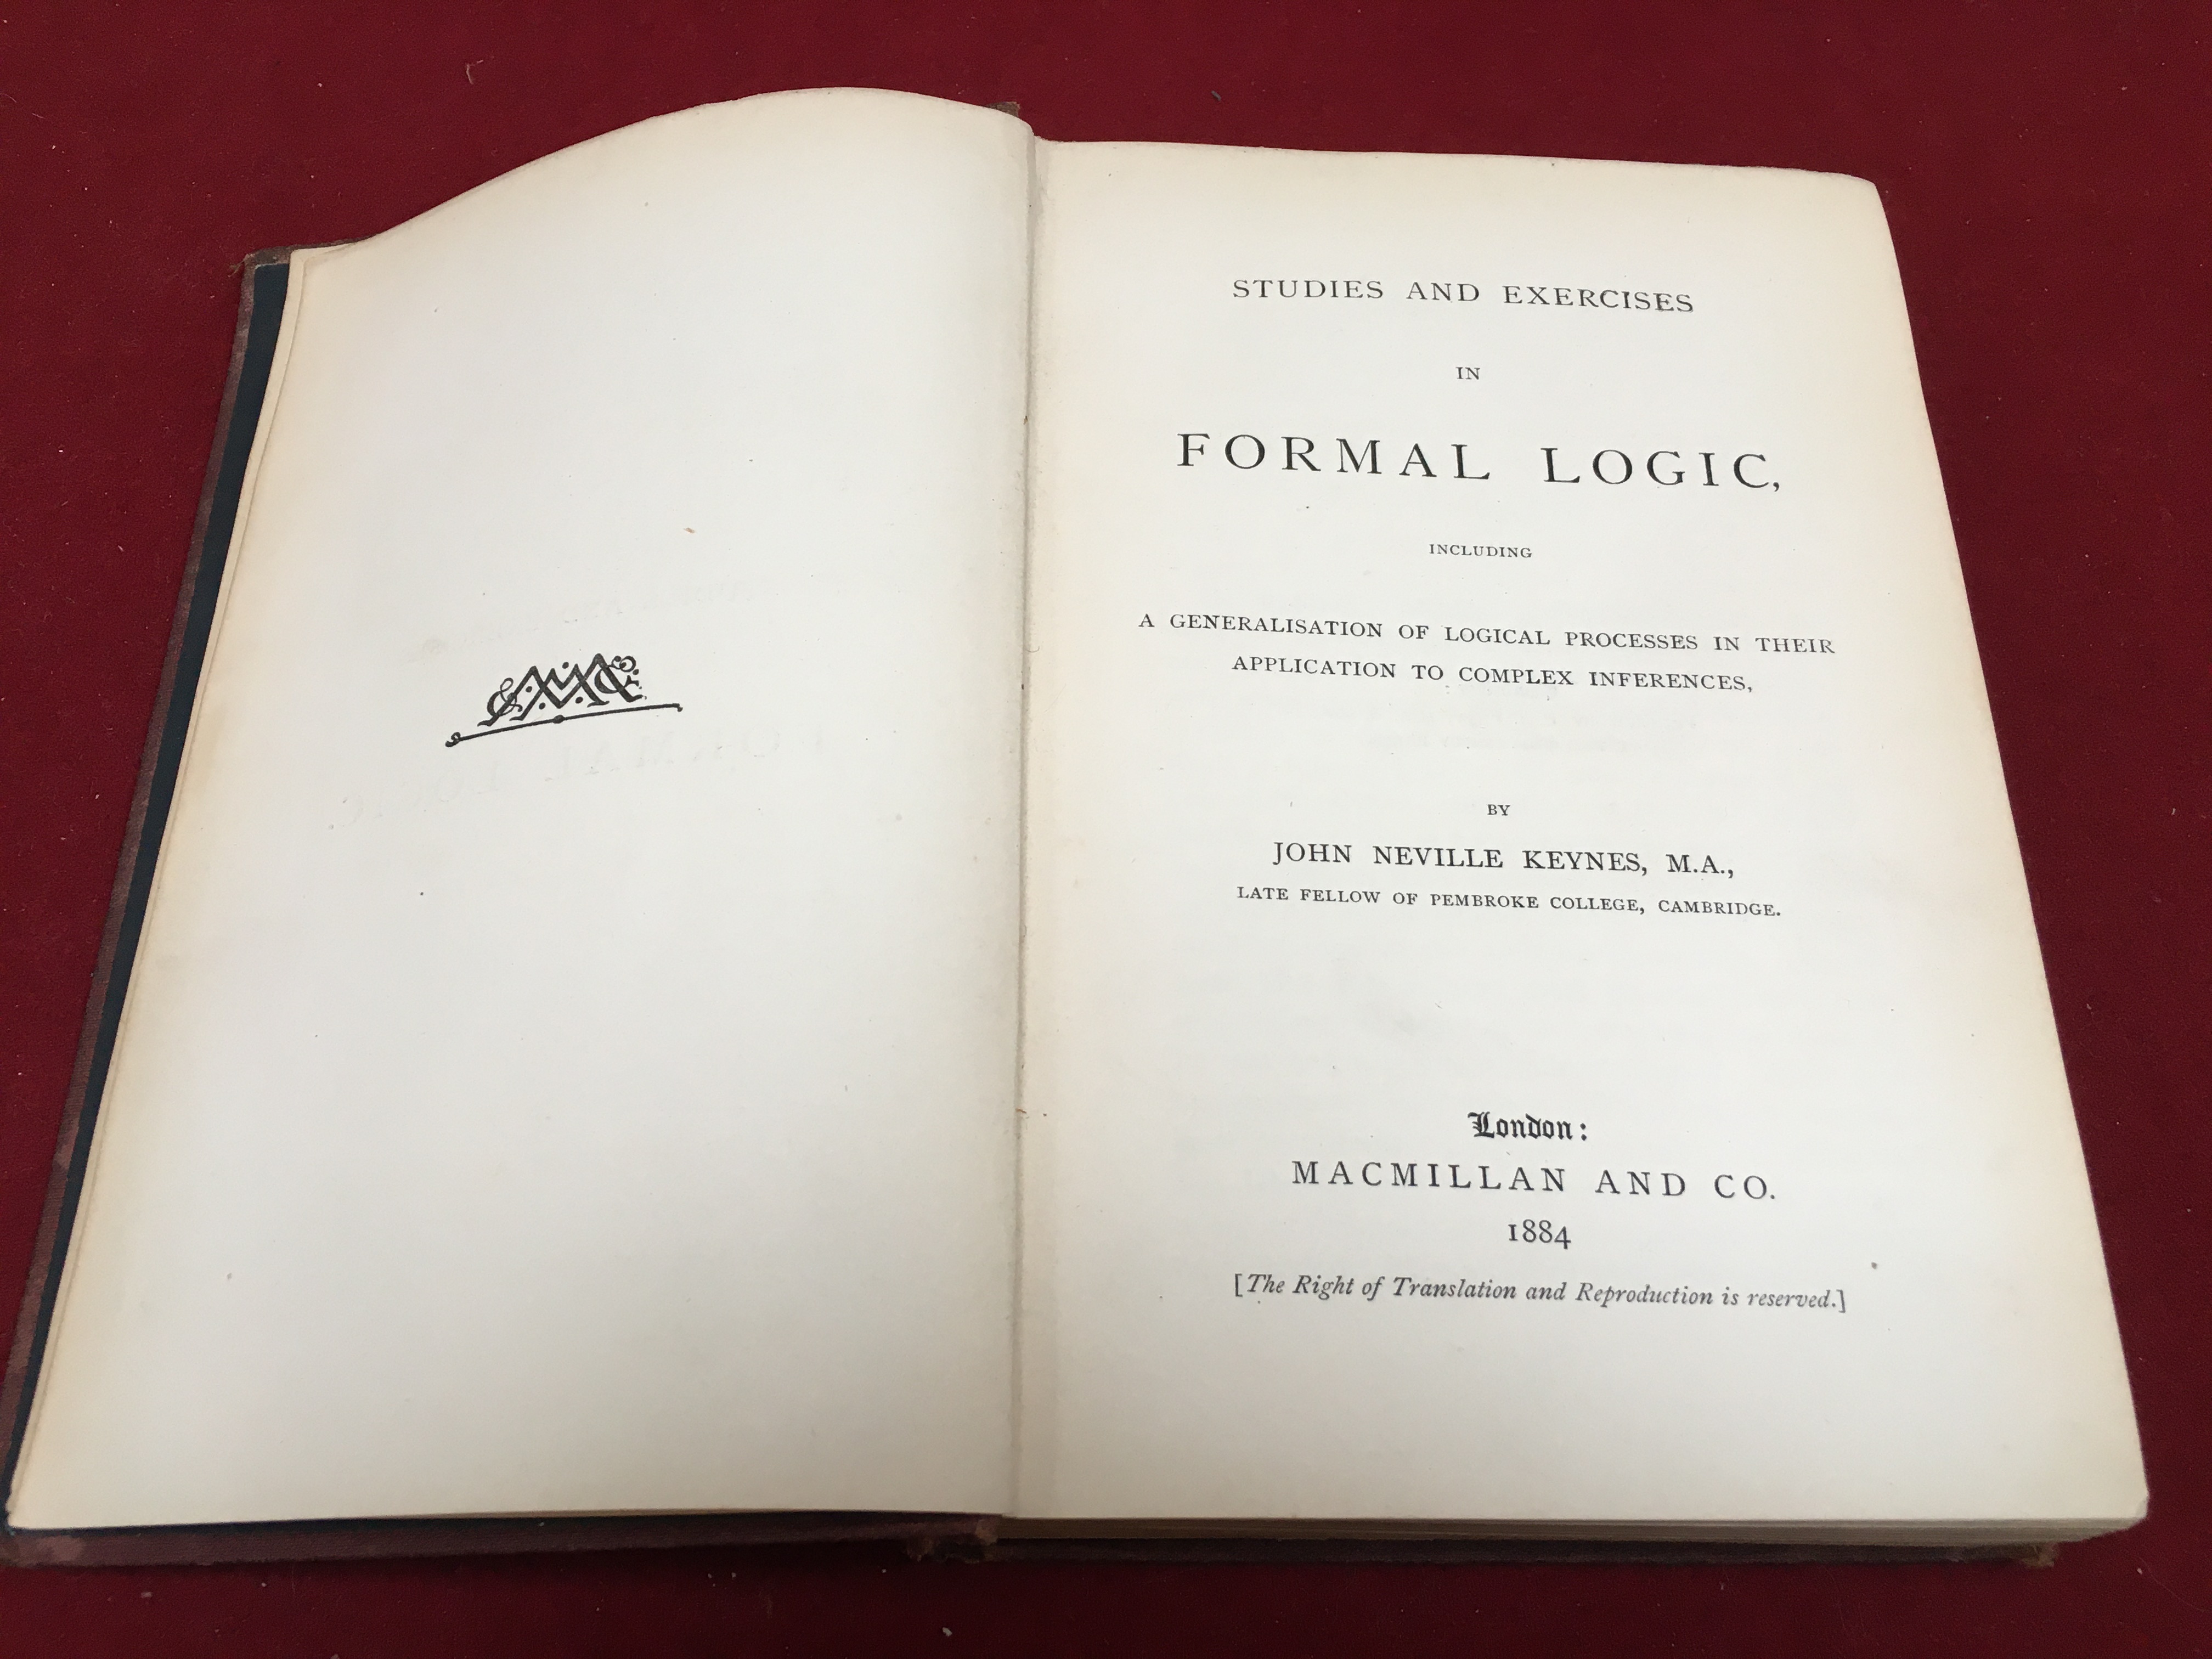 STUDIES AND EXERCISES
IN
FORMAL LOGIC,
INCLUDING
A GENERALISATION OF LOGICAL PROCESSES IN THEIR
APPLICATION TO COMPLEX INFERENCES,
BY
JOHN NEVILLE KEYNES, M.A.,
LATE FELLOW OF PEMBROKE COLLEGE, CAMBRIDGE.
London:
MACMILLAN AND CO.
1884
[The Right of Translation and Reproduction is reserved.]